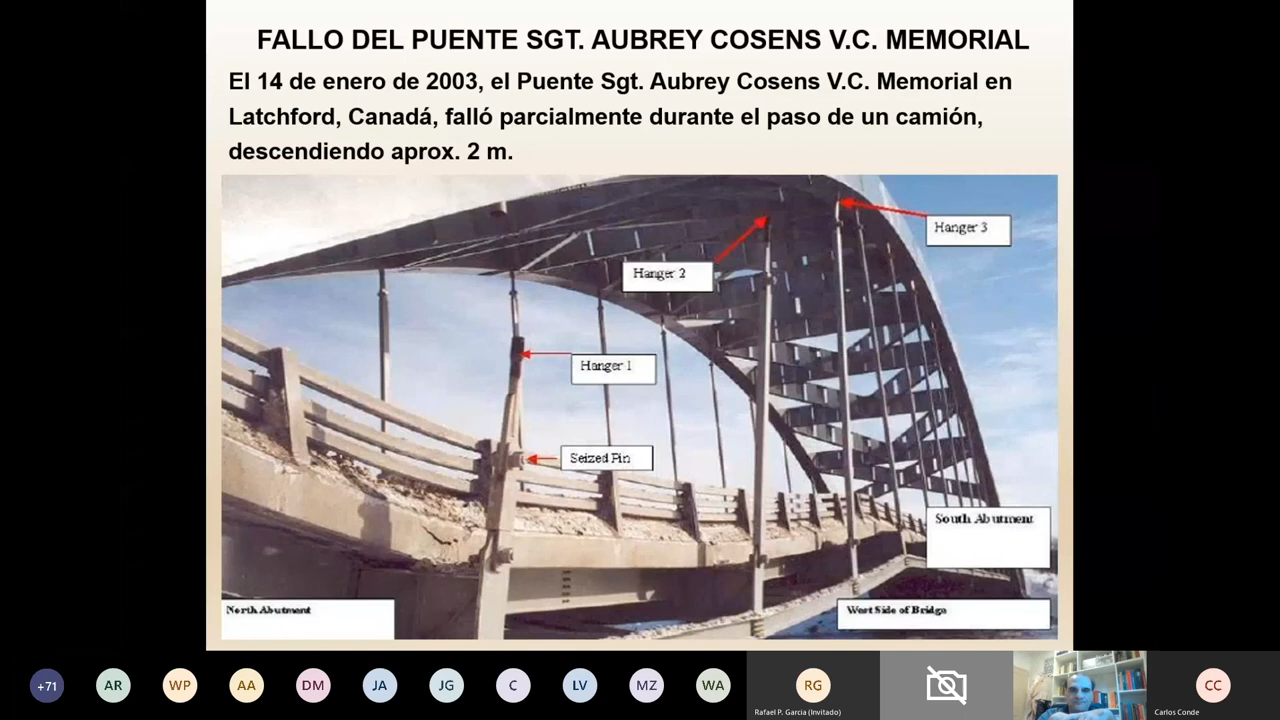 FALLO DEL PUENTE SGT. AUBREY COSENS V.C. MEMORIAL
El 14 de enero de 2003, el Puente Sgt. Aubrey Cosens V.C. Memorial en
Latchford, Canadá, falló parcialmente durante el paso de un camión,
descendiendo aprox. 2 m.
Hanger 3
Hanger 2
Hanger 1
Seized Pin
South Abutment
North Abutment
West Side of Bridge
+71
AR
WP
AA
DM
JA
JG
C
LV
MZ
WA
RG
CC
Rafael P. Garcia (Invitado)
Carlos Conde